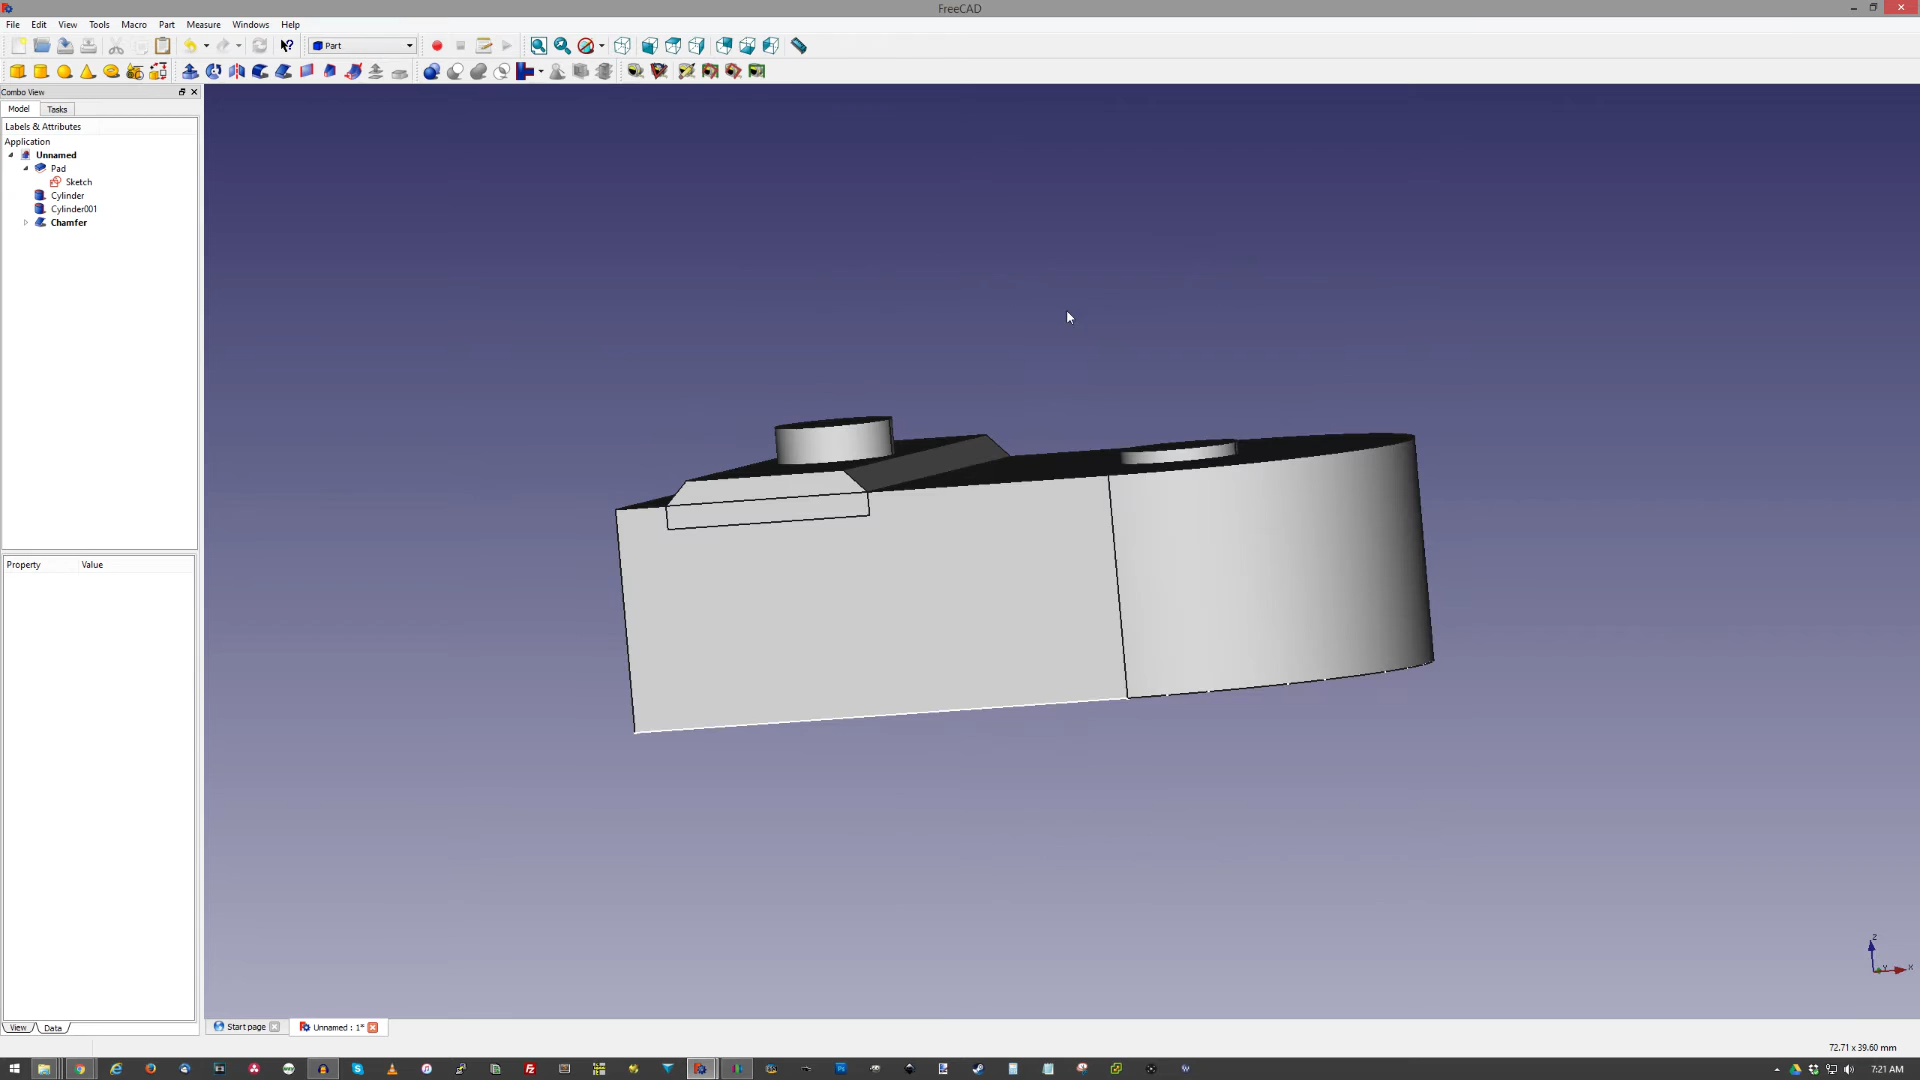 FreeCAD
File Edit View Tools Macro Part Measure Windows Help
Part
Combo View
Model Tasks
Labels & Attributes
Application
Unnamed
Pad
Sketch
Cylinder
Cylinder001
Chamfer
Property Value
Z
Y X
View Data
Start page Unnamed : 1*
72.71 x 39.60 mm
7:21 AM